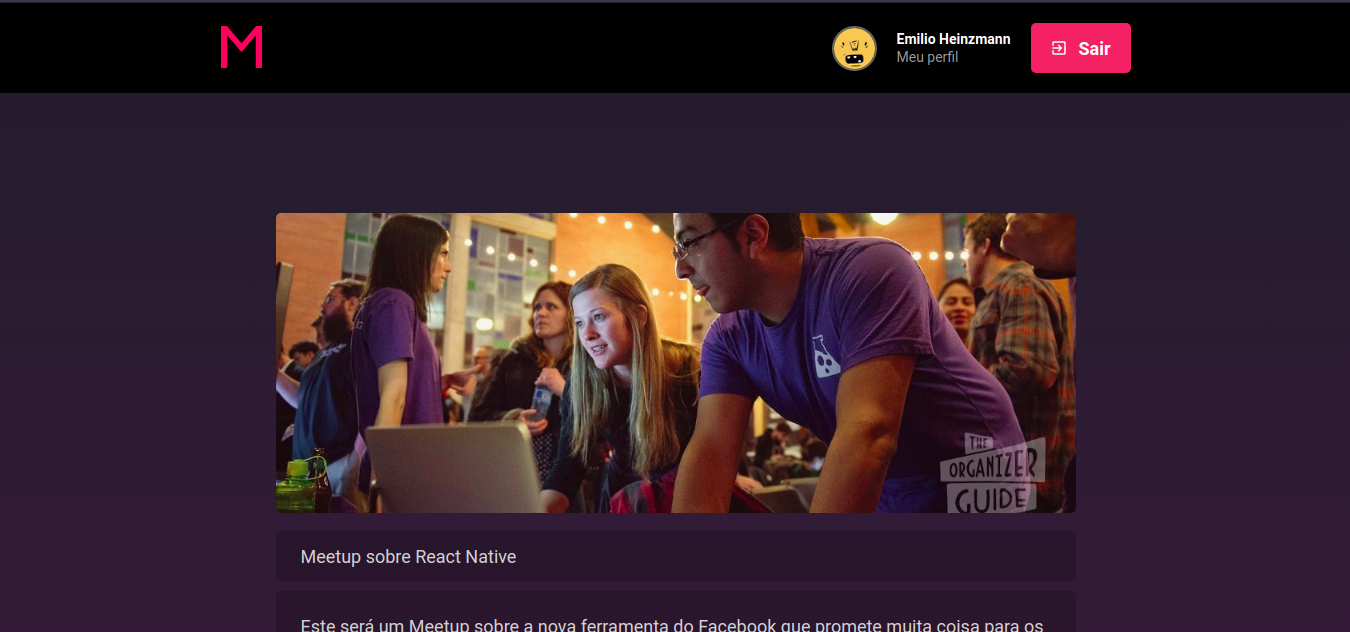 M
Emilio Heinzmann
Meu perfil
Sair
THE
ORGANIZER
GUIDE
Meetup sobre React Native
Este será um Meetup sobre a nova ferramenta do Facebook que promete muita coisa para os